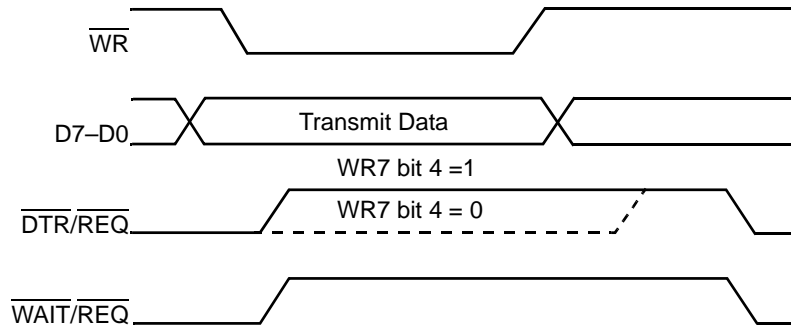 WR
D7–D0
Transmit Data
WR7 bit 4 =1
WR7 bit 4 = 0
DTR/REQ
WAIT/REQ